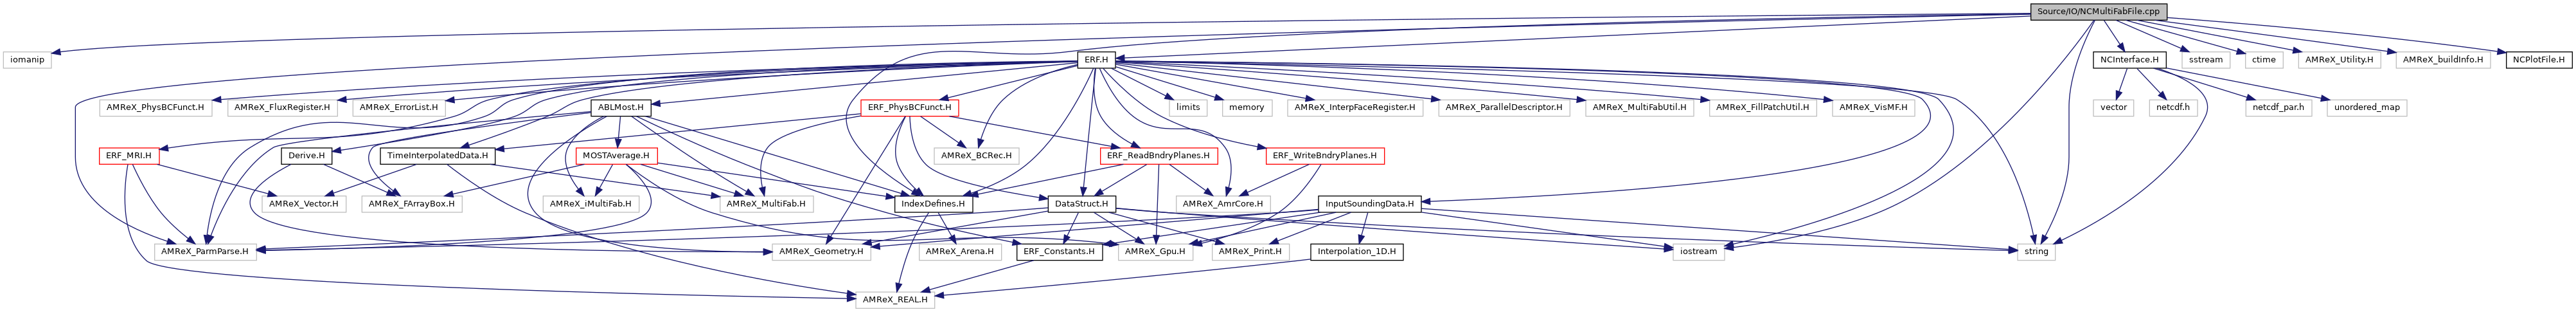 Source/IO/NCMultiFabFile.cpp
iomanip
ERF.H
NCInterface.H
sstream
ctime
AMReX_Utility.H
AMReX_buildInfo.H
NCPlotFile.H
AMReX_PhysBCFunct.H
AMReX_FluxRegister.H
AMReX_ErrorList.H
ABLMost.H
ERF_PhysBCFunct.H
limits
memory
AMReX_InterpFaceRegister.H
AMReX_ParallelDescriptor.H
AMReX_MultiFabUtil.H
AMReX_FillPatchUtil.H
AMReX_VisMF.H
vector
netcdf.h
netcdf_par.h
unordered_map
ERF_MRI.H
Derive.H
TimeInterpolatedData.H
MOSTAverage.H
AMReX_BCRec.H
ERF_ReadBndryPlanes.H
ERF_WriteBndryPlanes.H
AMReX_Vector.H
AMReX_FArrayBox.H
AMReX_iMultiFab.H
AMReX_MultiFab.H
IndexDefines.H
DataStruct.H
AMReX_AmrCore.H
InputSoundingData.H
AMReX_ParmParse.H
AMReX_Geometry.H
AMReX_Arena.H
ERF_Constants.H
AMReX_Gpu.H
AMReX_Print.H
Interpolation_1D.H
iostream
string
AMReX_REAL.H